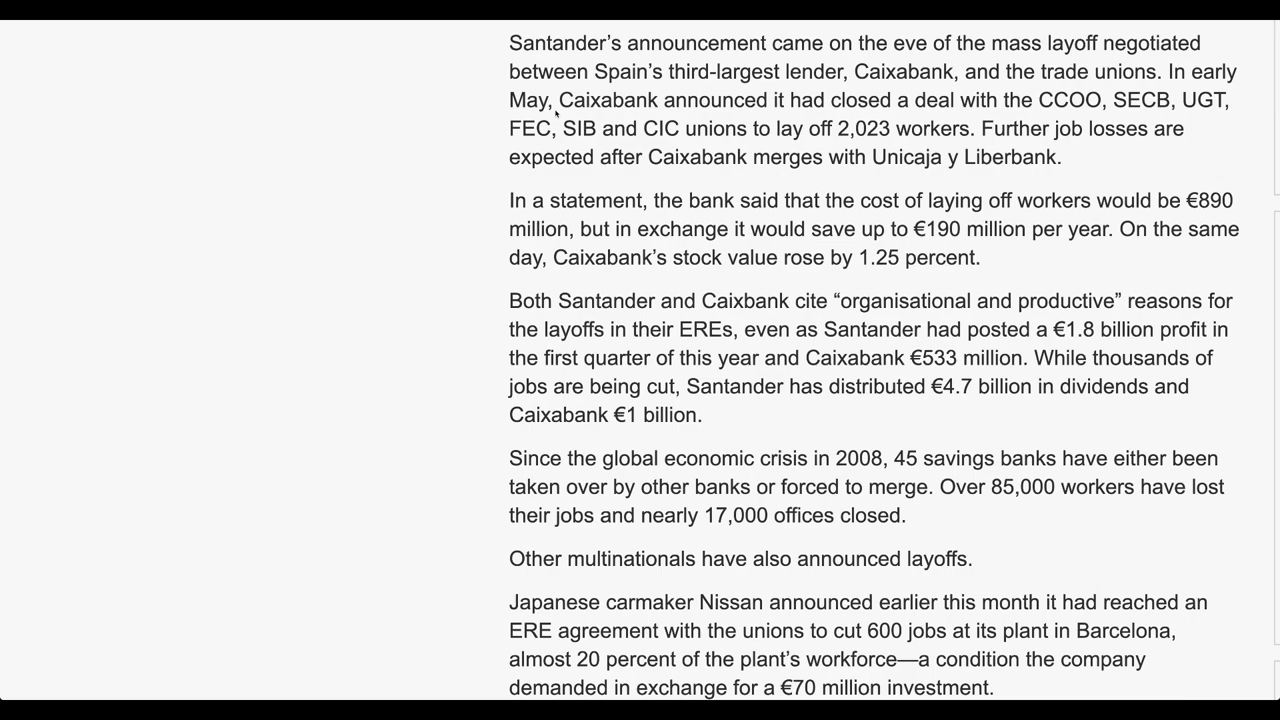 Santander’s announcement came on the eve of the mass layoff negotiated
between Spain’s third-largest lender, Caixabank, and the trade unions. In early
May, Caixabank announced it had closed a deal with the CCOO, SECB, UGT,
FEC, SIB and CIC unions to lay off 2,023 workers. Further job losses are
expected after Caixabank merges with Unicaja y Liberbank.
In a statement, the bank said that the cost of laying off workers would be €890
million, but in exchange it would save up to €190 million per year. On the same
day, Caixabank’s stock value rose by 1.25 percent.
Both Santander and Caixbank cite “organisational and productive” reasons for
the layoffs in their EREs, even as Santander had posted a €1.8 billion profit in
the first quarter of this year and Caixabank €533 million. While thousands of
jobs are being cut, Santander has distributed €4.7 billion in dividends and
Caixabank €1 billion.
Since the global economic crisis in 2008, 45 savings banks have either been
taken over by other banks or forced to merge. Over 85,000 workers have lost
their jobs and nearly 17,000 offices closed.
Other multinationals have also announced layoffs.
Japanese carmaker Nissan announced earlier this month it had reached an
ERE agreement with the unions to cut 600 jobs at its plant in Barcelona,
almost 20 percent of the plant’s workforce—a condition the company
demanded in exchange for a €70 million investment.